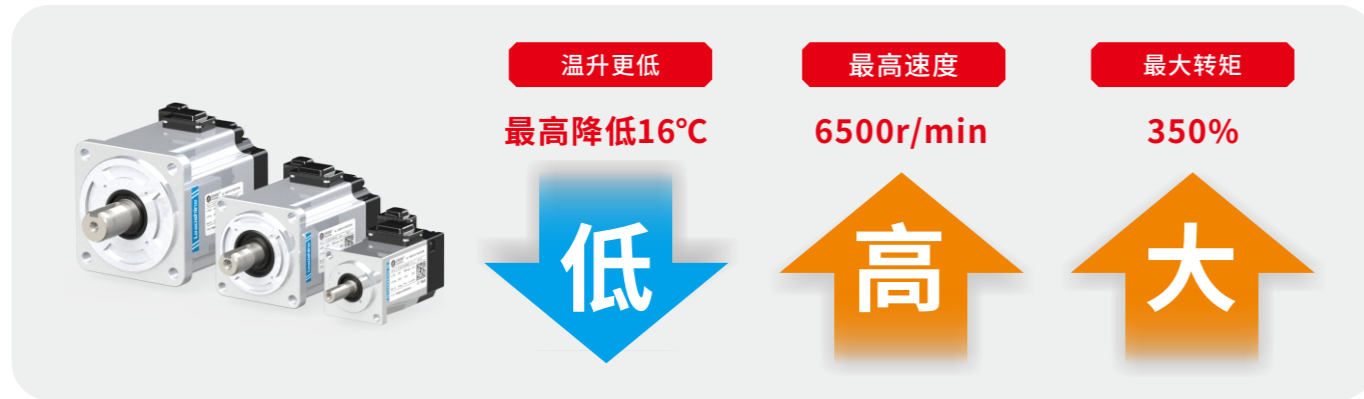 温升更低
最高降低16℃
低
最高速度
6500r/min
高
最大转矩
350%
大
Leadshine